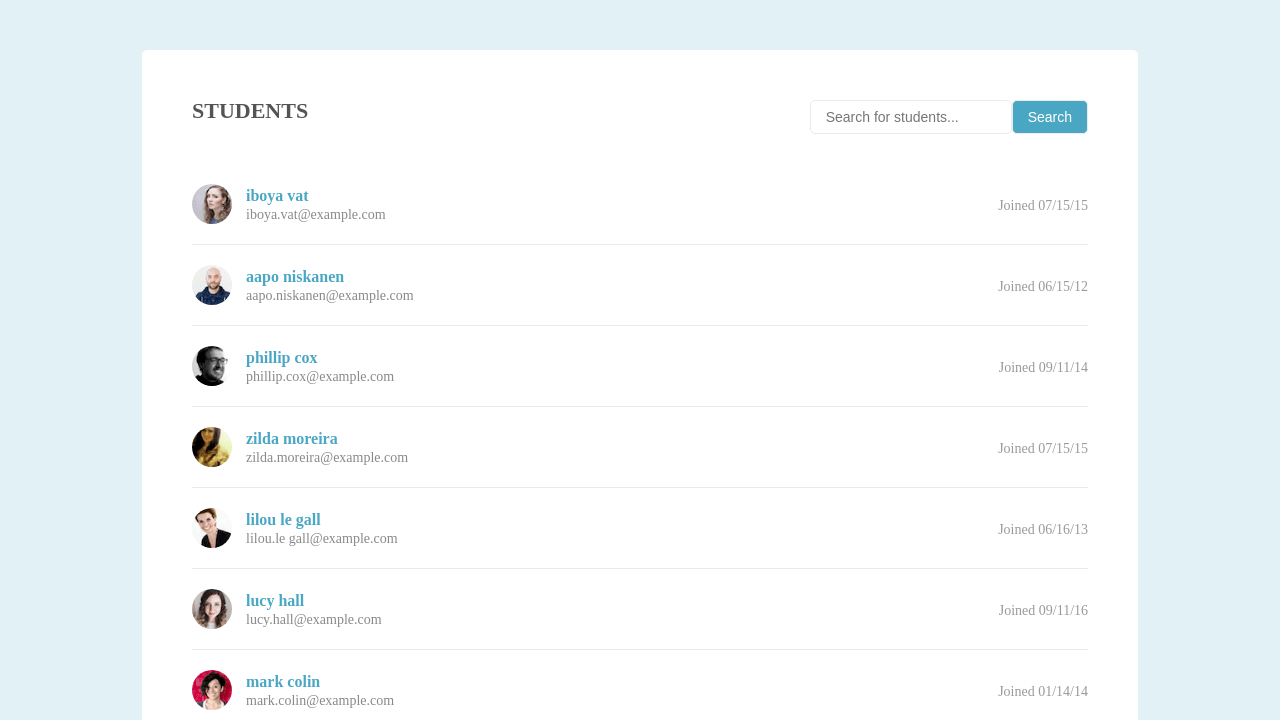 STUDENTS
Search for students...
Search
iboya vat
iboya.vat@example.com
Joined 07/15/15
aapo niskanen
aapo.niskanen@example.com
Joined 06/15/12
phillip cox
phillip.cox@example.com
Joined 09/11/14
zilda moreira
zilda.moreira@example.com
Joined 07/15/15
lilou le gall
lilou.le gall@example.com
Joined 06/16/13
lucy hall
lucy.hall@example.com
Joined 09/11/16
mark colin
mark.colin@example.com
Joined 01/14/14